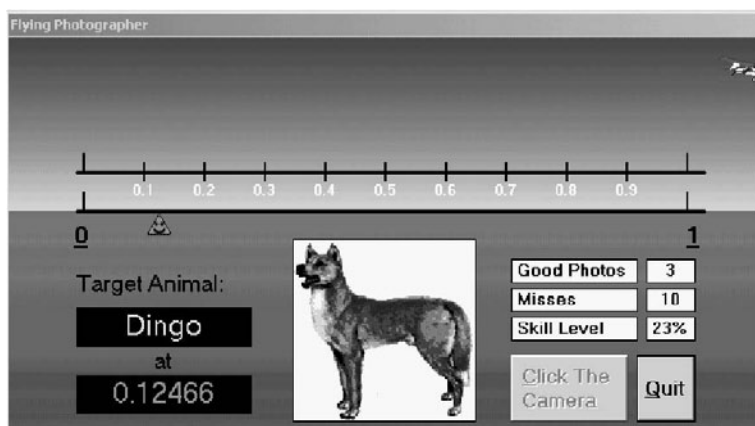 Flying Photographer
0.1 0.2 0.3 0.4 0.5 0.6 0.7 0.8 0.9
0 1
Target Animal:
Dingo
at
0.12466
Good Photos 3
Misses 10
Skill Level 23%
Click The
Camera
Quit